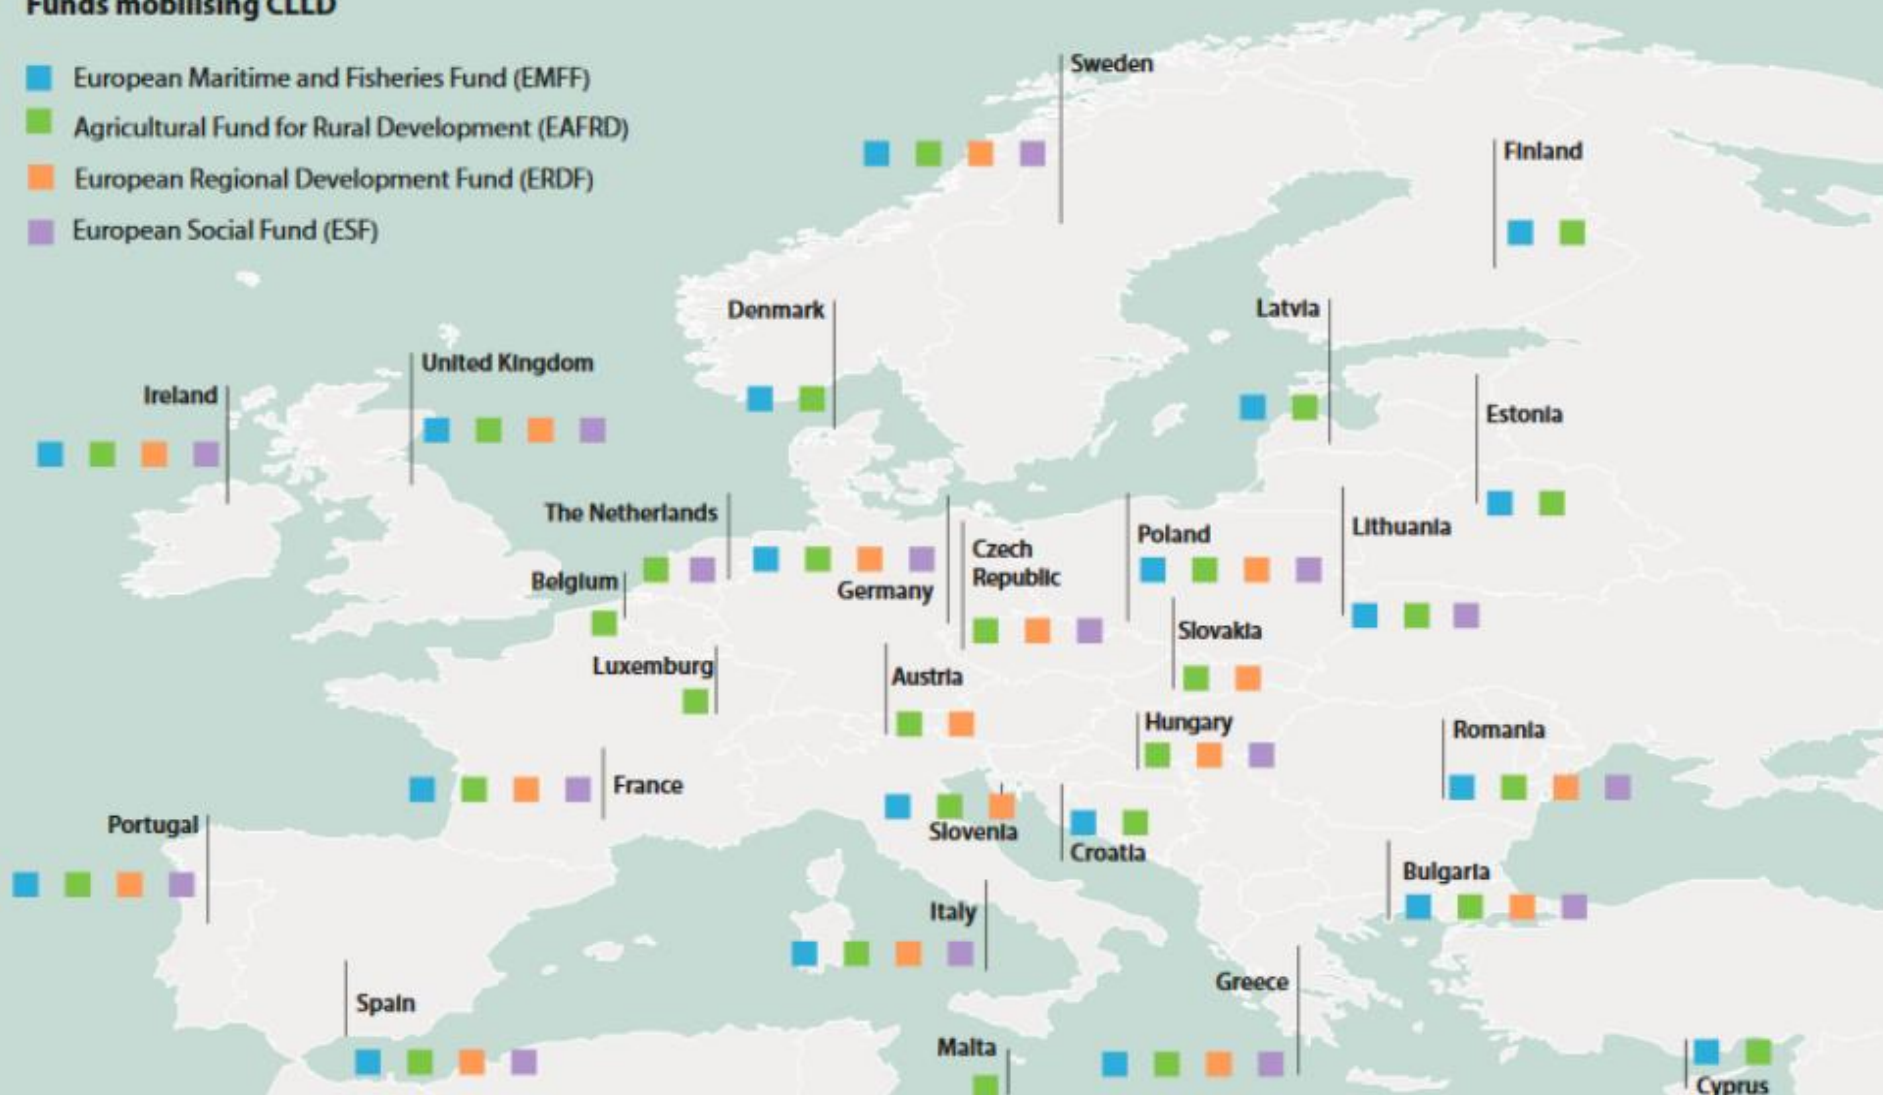 Funds mobilising CLLD
European Maritime and Fisheries Fund (EMFF)
Agricultural Fund for Rural Development (EAFRD)
European Regional Development Fund (ERDF)
European Social Fund (ESF)
Sweden
Finland
Denmark
Latvia
United Kingdom
Ireland
Estonia
The Netherlands
Lithuania
Poland
Czech
Republic
Belgium
Germany
Slovakia
Luxemburg
Austria
Hungary
Romania
France
Portugal
Slovenia
Croatia
Bulgaria
Italy
Greece
Spain
Malta
Cyprus